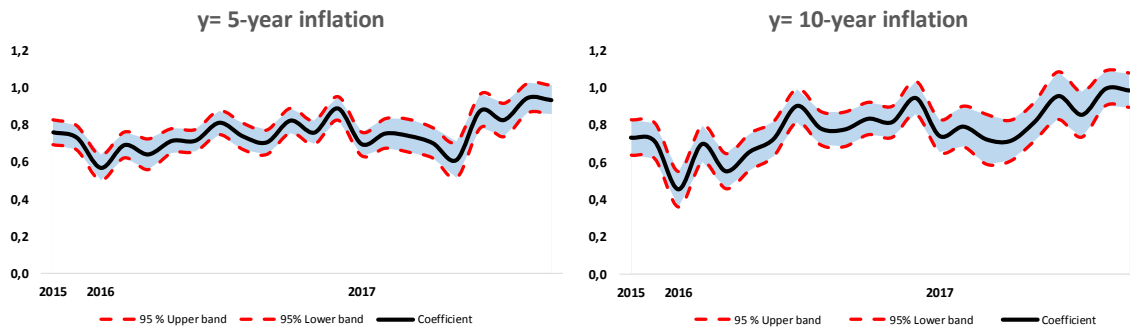 y= 5-year inflation
1,2
1,0
0,8
0,6
0,4
0,2
0,0
2015 2016 2017
95 % Upper band 95% Lower band Coefficient
y= 10-year inflation
1,2
1,0
0,8
0,6
0,4
0,2
0,0
2015 2016 2017
95 % Upper band 95% Lower band Coefficient